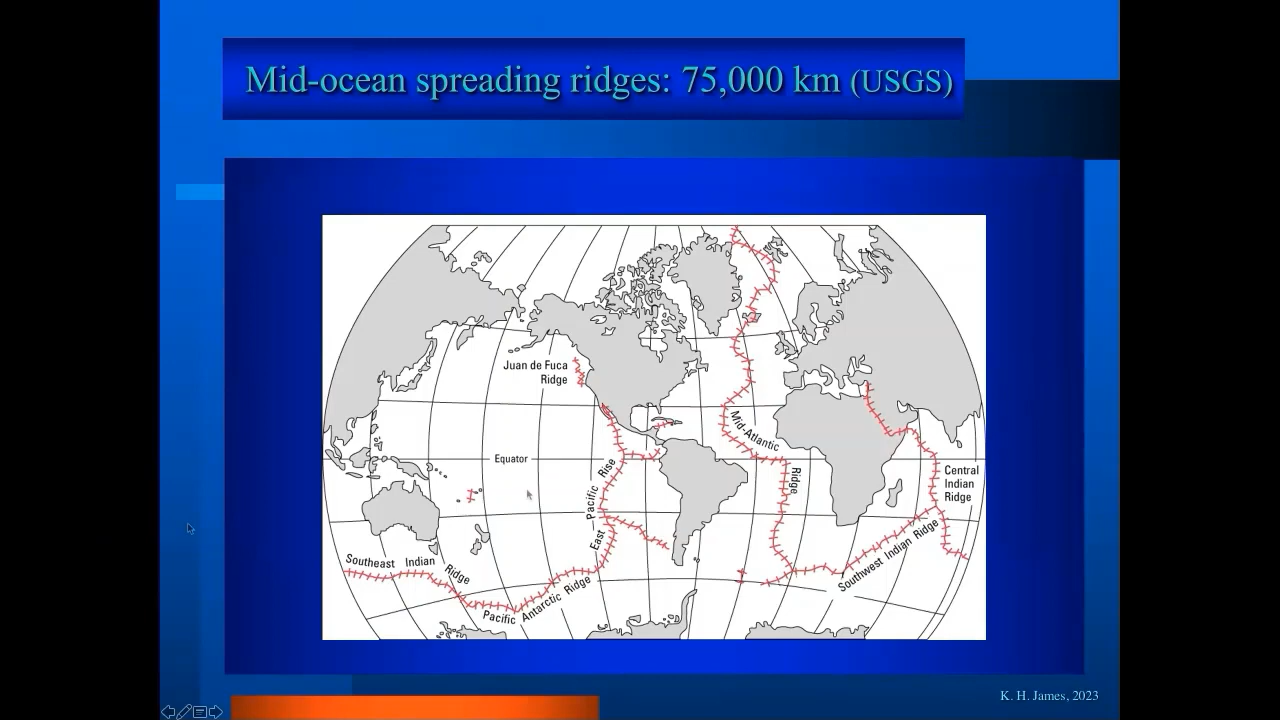 Mid-ocean spreading ridges: 75,000 km (USGS)
Juan de Fuca
Ridge
Mid-Atlantic
Ridge
Equator
East Pacific Rise
Central
Indian
Ridge
Southeast Indian Ridge
Southwest Indian Ridge
Pacific Antarctic Ridge
K. H. James, 2023